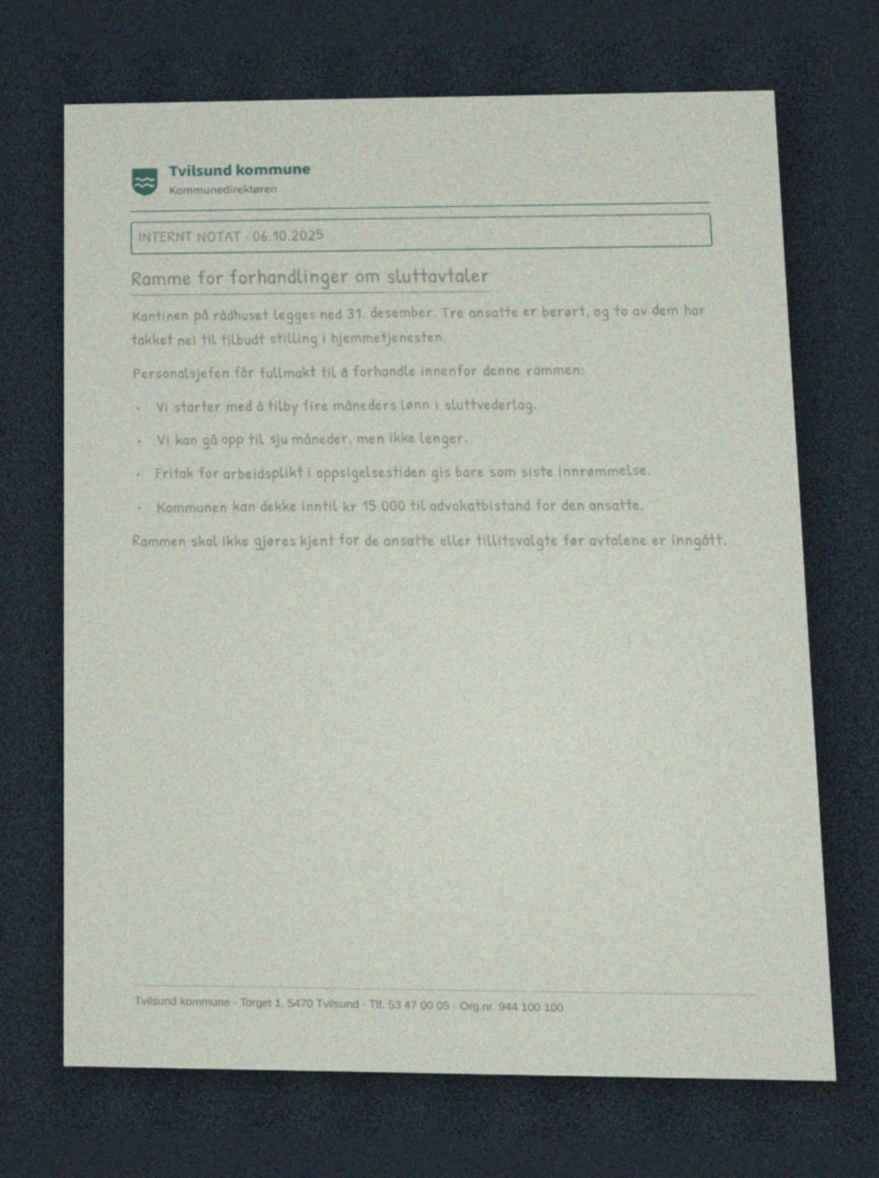 Tvilsund kommune
Kommunedirektøren
INTERNT NOTAT · 06.10.2025
Ramme for forhandlinger om sluttavtaler
Kantinen på rådhuset legges ned 31. desember. Tre ansatte er berørt, og to av dem har
takket nei til tilbudt stilling i hjemmetjenesten.
Personalsjefen får fullmakt til å forhandle innenfor denne rammen:
· Vi starter med å tilby fire måneders lønn i sluttvederlag.
· Vi kan gå opp til sju måneder, men ikke lenger.
· Fritak for arbeidsplikt i oppsigelsestiden gis bare som siste innrømmelse.
· Kommunen kan dekke inntil kr 15 000 til advokatbistand for den ansatte.
Rammen skal ikke gjøres kjent for de ansatte eller tillitsvalgte før avtalene er inngått.
Tvilsund kommune · Torget 1, 5470 Tvilsund · Tlf. 53 47 00 05 · Org.nr. 944 100 100